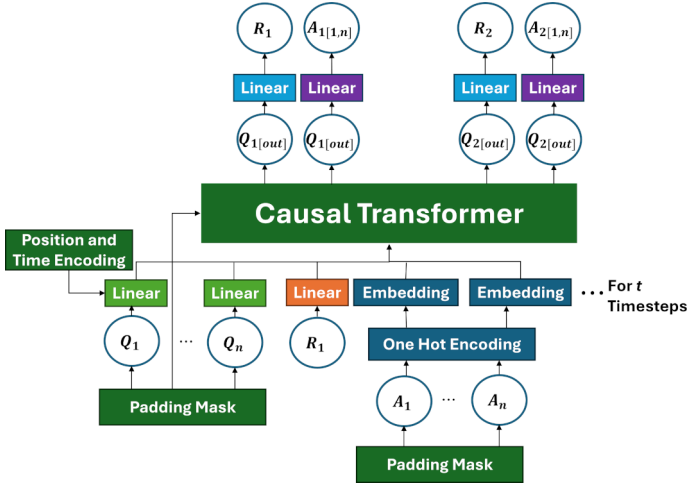 R₁ A₁[1,n] R₂ A₂[1,n]
Linear Linear Linear Linear
Q₁[out] Q₁[out] Q₂[out] Q₂[out]
Causal Transformer
Position and
Time Encoding
Linear Linear Linear Embedding Embedding ... For t
Timesteps
Q₁ ... Qₙ R₁
One Hot Encoding
A₁ ... Aₙ
Padding Mask
Padding Mask